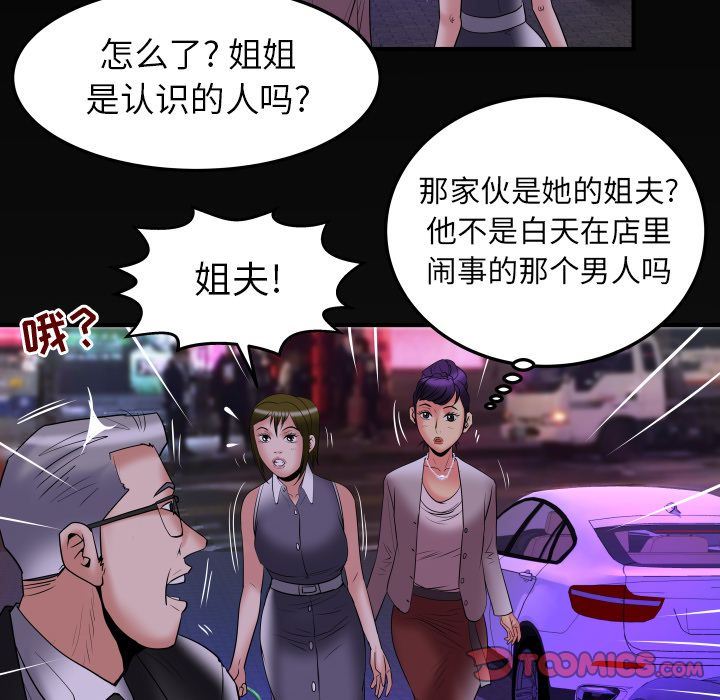 怎么了? 姐姐
是认识的人吗?
那家伙是她的姐夫?
他不是白天在店里
闹事的那个男人吗
姐夫!
哦?
TOOMICS.COM